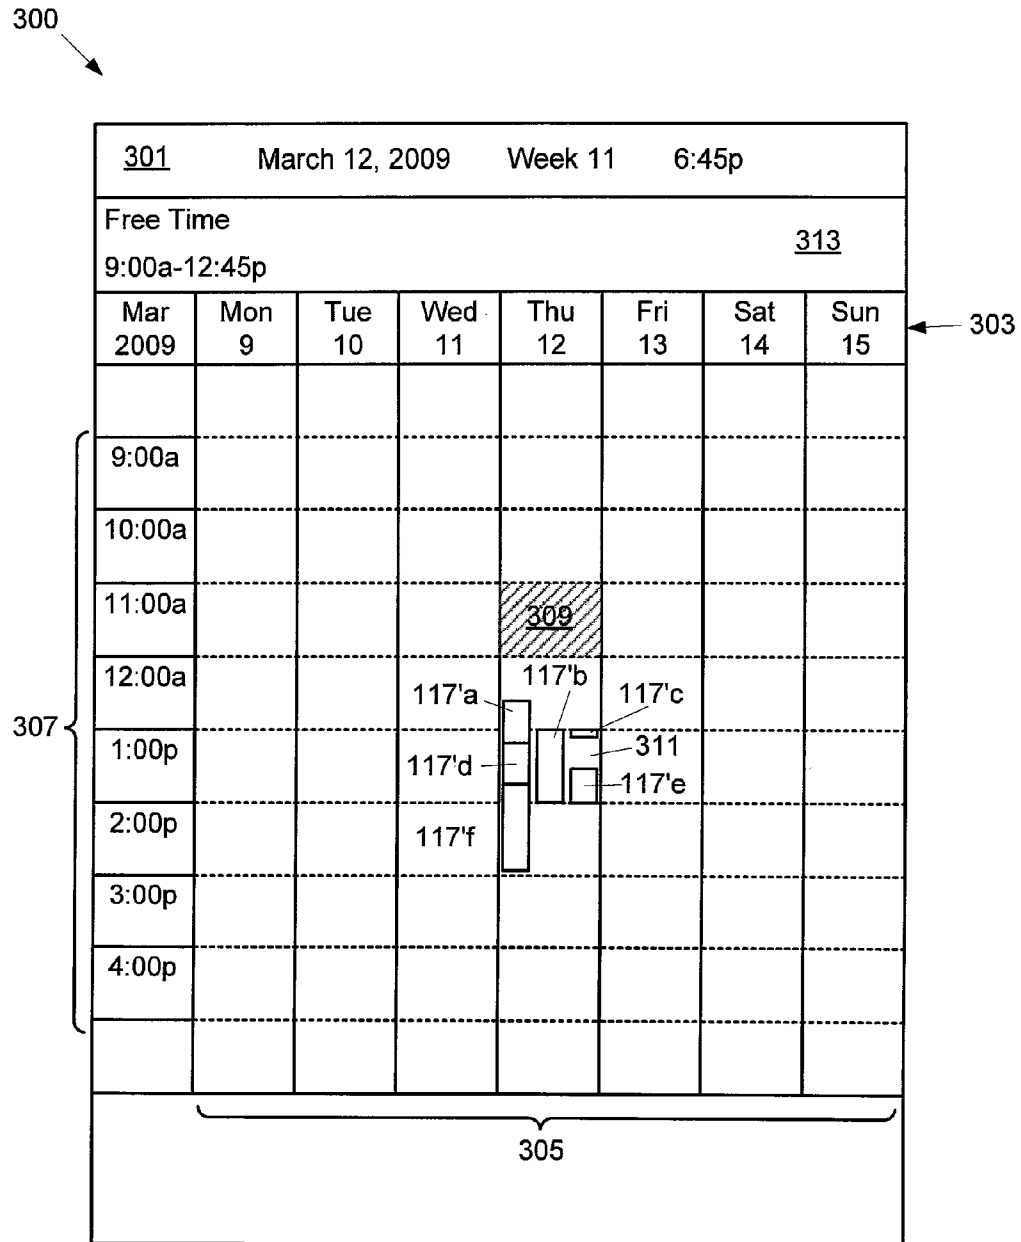 300
301 March 12, 2009 Week 11 6:45p
Free Time
313
9:00a-12:45p
Mar 2009 Mon 9 Tue 10 Wed 11 Thu 12 Fri 13 Sat 14 Sun 15
303
9:00a
10:00a
11:00a
309
12:00a
117'b
117'a
117'c
307
1:00p
311
117'd
117'e
2:00p
117'f
3:00p
4:00p
305